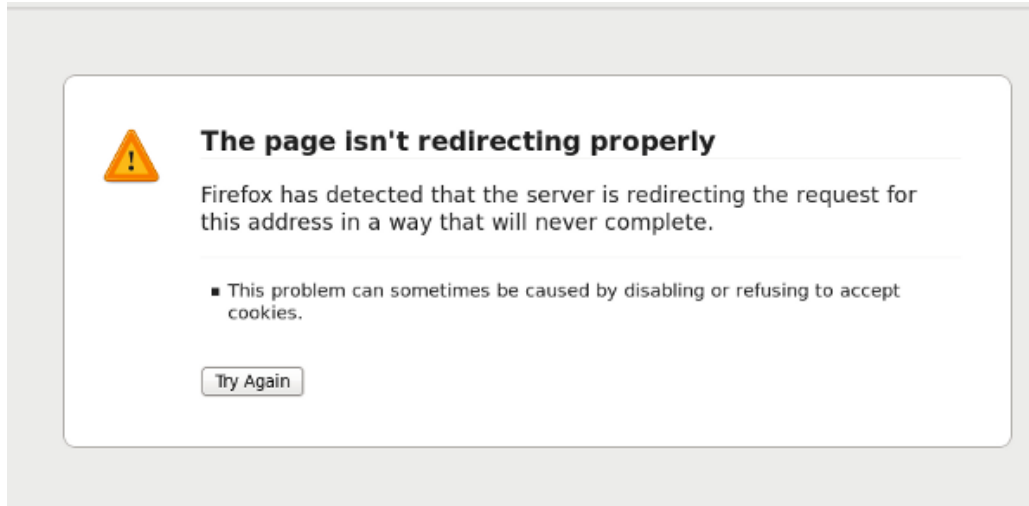 The page isn't redirecting properly
Firefox has detected that the server is redirecting the request for
this address in a way that will never complete.
▪ This problem can sometimes be caused by disabling or refusing to accept
cookies.
Try Again